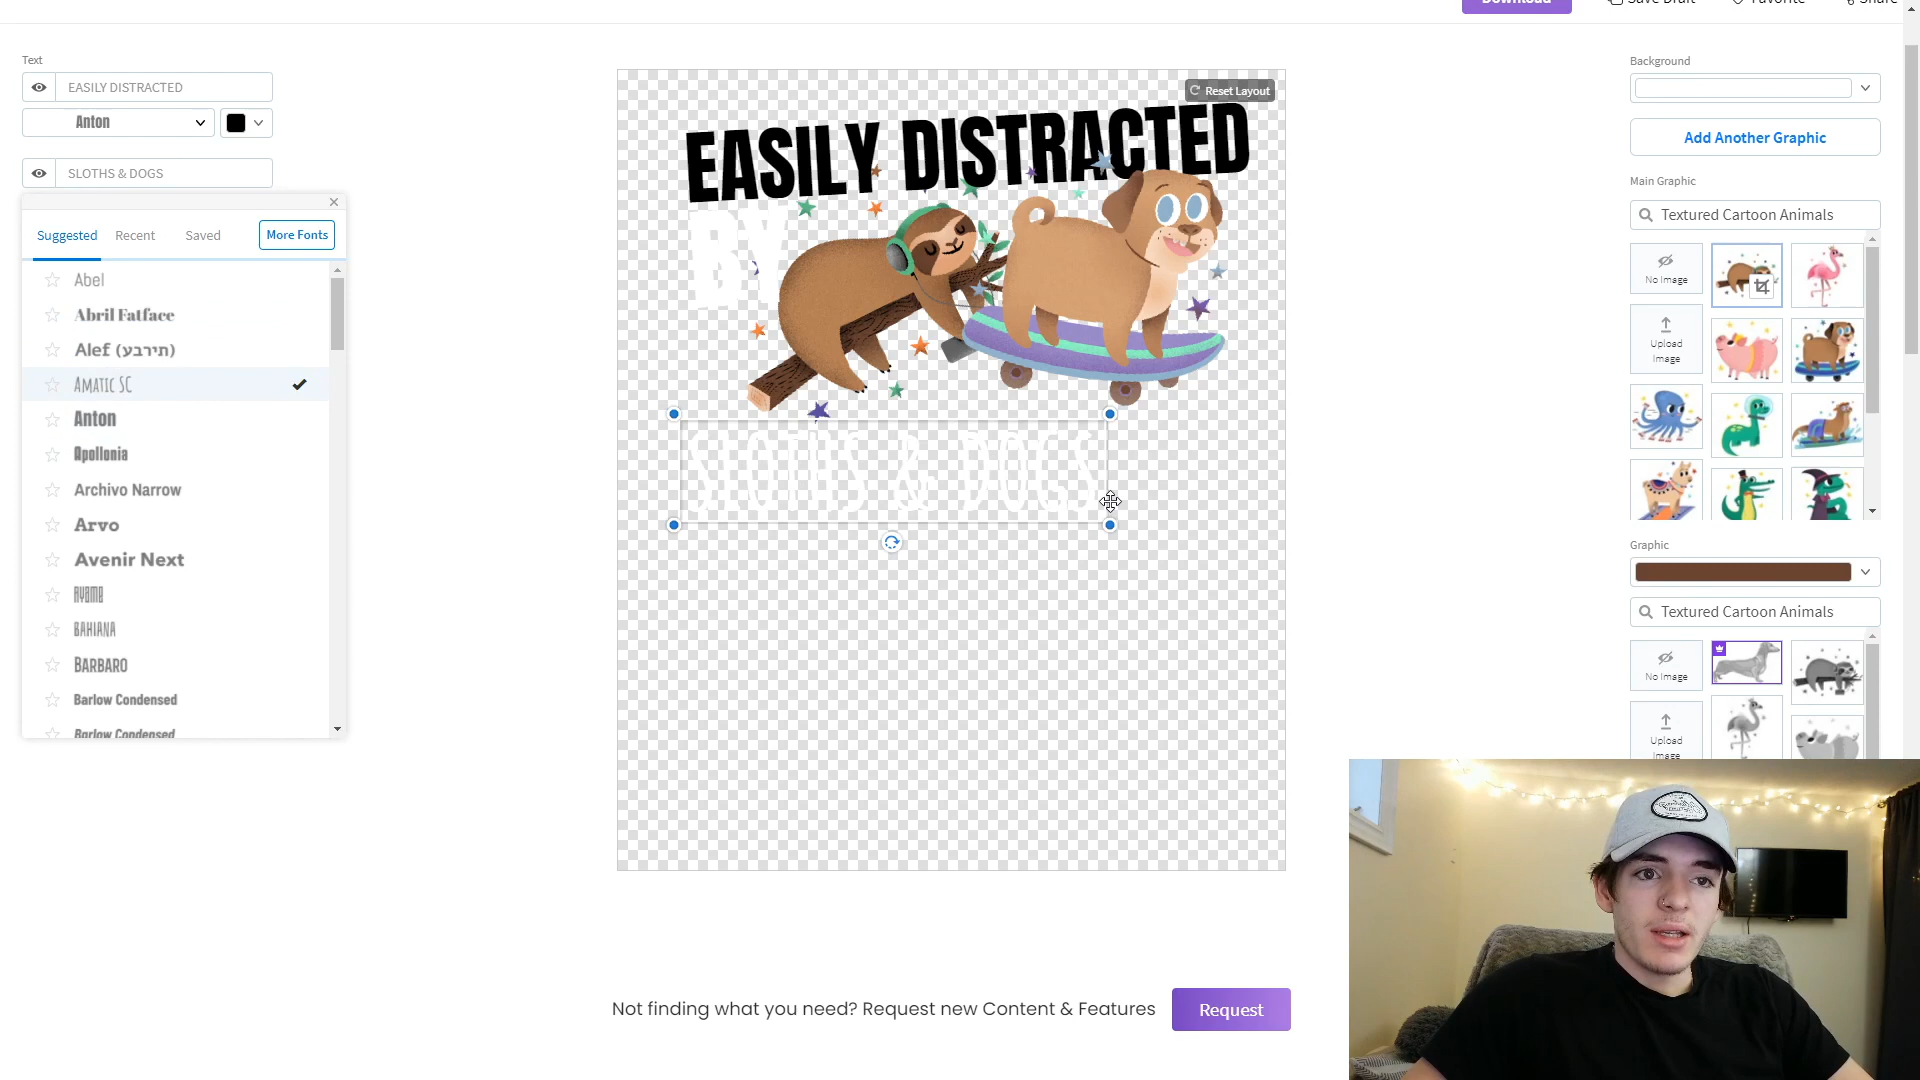 Download
Save Draft
Favorite
Share
Text
EASILY DISTRACTED
Anton
SLOTHS & DOGS
Suggested
Recent
Saved
More Fonts
Abel
Abril Fatface
Alef (תירבע)
Amatic SC
Anton
Apollonia
Archivo Narrow
Arvo
Avenir Next
Ayame
BAHIANA
BARBARO
Barlow Condensed
Barlow Condensed
Reset Layout
EASILY DISTRACTED
BY
SLOTHS & DOGS
Not finding what you need? Request new Content & Features
Request
Background
Add Another Graphic
Main Graphic
Textured Cartoon Animals
No Image
Upload
Image
Graphic
Textured Cartoon Animals
No Image
Upload
Image